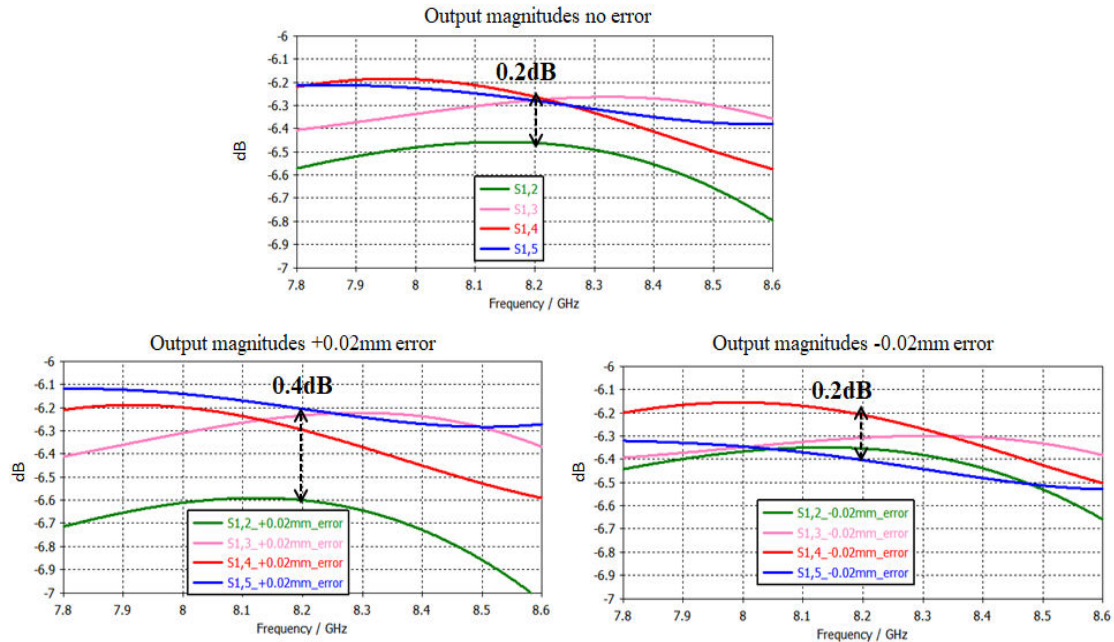 Output magnitudes no error
-6
-6.1
-6.2
-6.3
-6.4
-6.5
-6.6
-6.7
-6.8
-6.9
-7
dB
0.2dB
S1,2
S1,3
S1,4
S1,5
7.8 7.9 8 8.1 8.2 8.3 8.4 8.5 8.6
Frequency / GHz
Output magnitudes +0.02mm error
-6
-6.1
-6.2
-6.3
-6.4
-6.5
-6.6
-6.7
-6.8
-6.9
-7
dB
0.4dB
S1,2_+0.02mm_error
S1,3_+0.02mm_error
S1,4_+0.02mm_error
S1,5_+0.02mm_error
7.8 7.9 8 8.1 8.2 8.3 8.4 8.5 8.6
Frequency / GHz
Output magnitudes -0.02mm error
-6
-6.1
-6.2
-6.3
-6.4
-6.5
-6.6
-6.7
-6.8
-6.9
-7
dB
0.2dB
S1,2_-0.02mm_error
S1,3_-0.02mm_error
S1,4_-0.02mm_error
S1,5_-0.02mm_error
7.8 7.9 8 8.1 8.2 8.3 8.4 8.5 8.6
Frequency / GHz